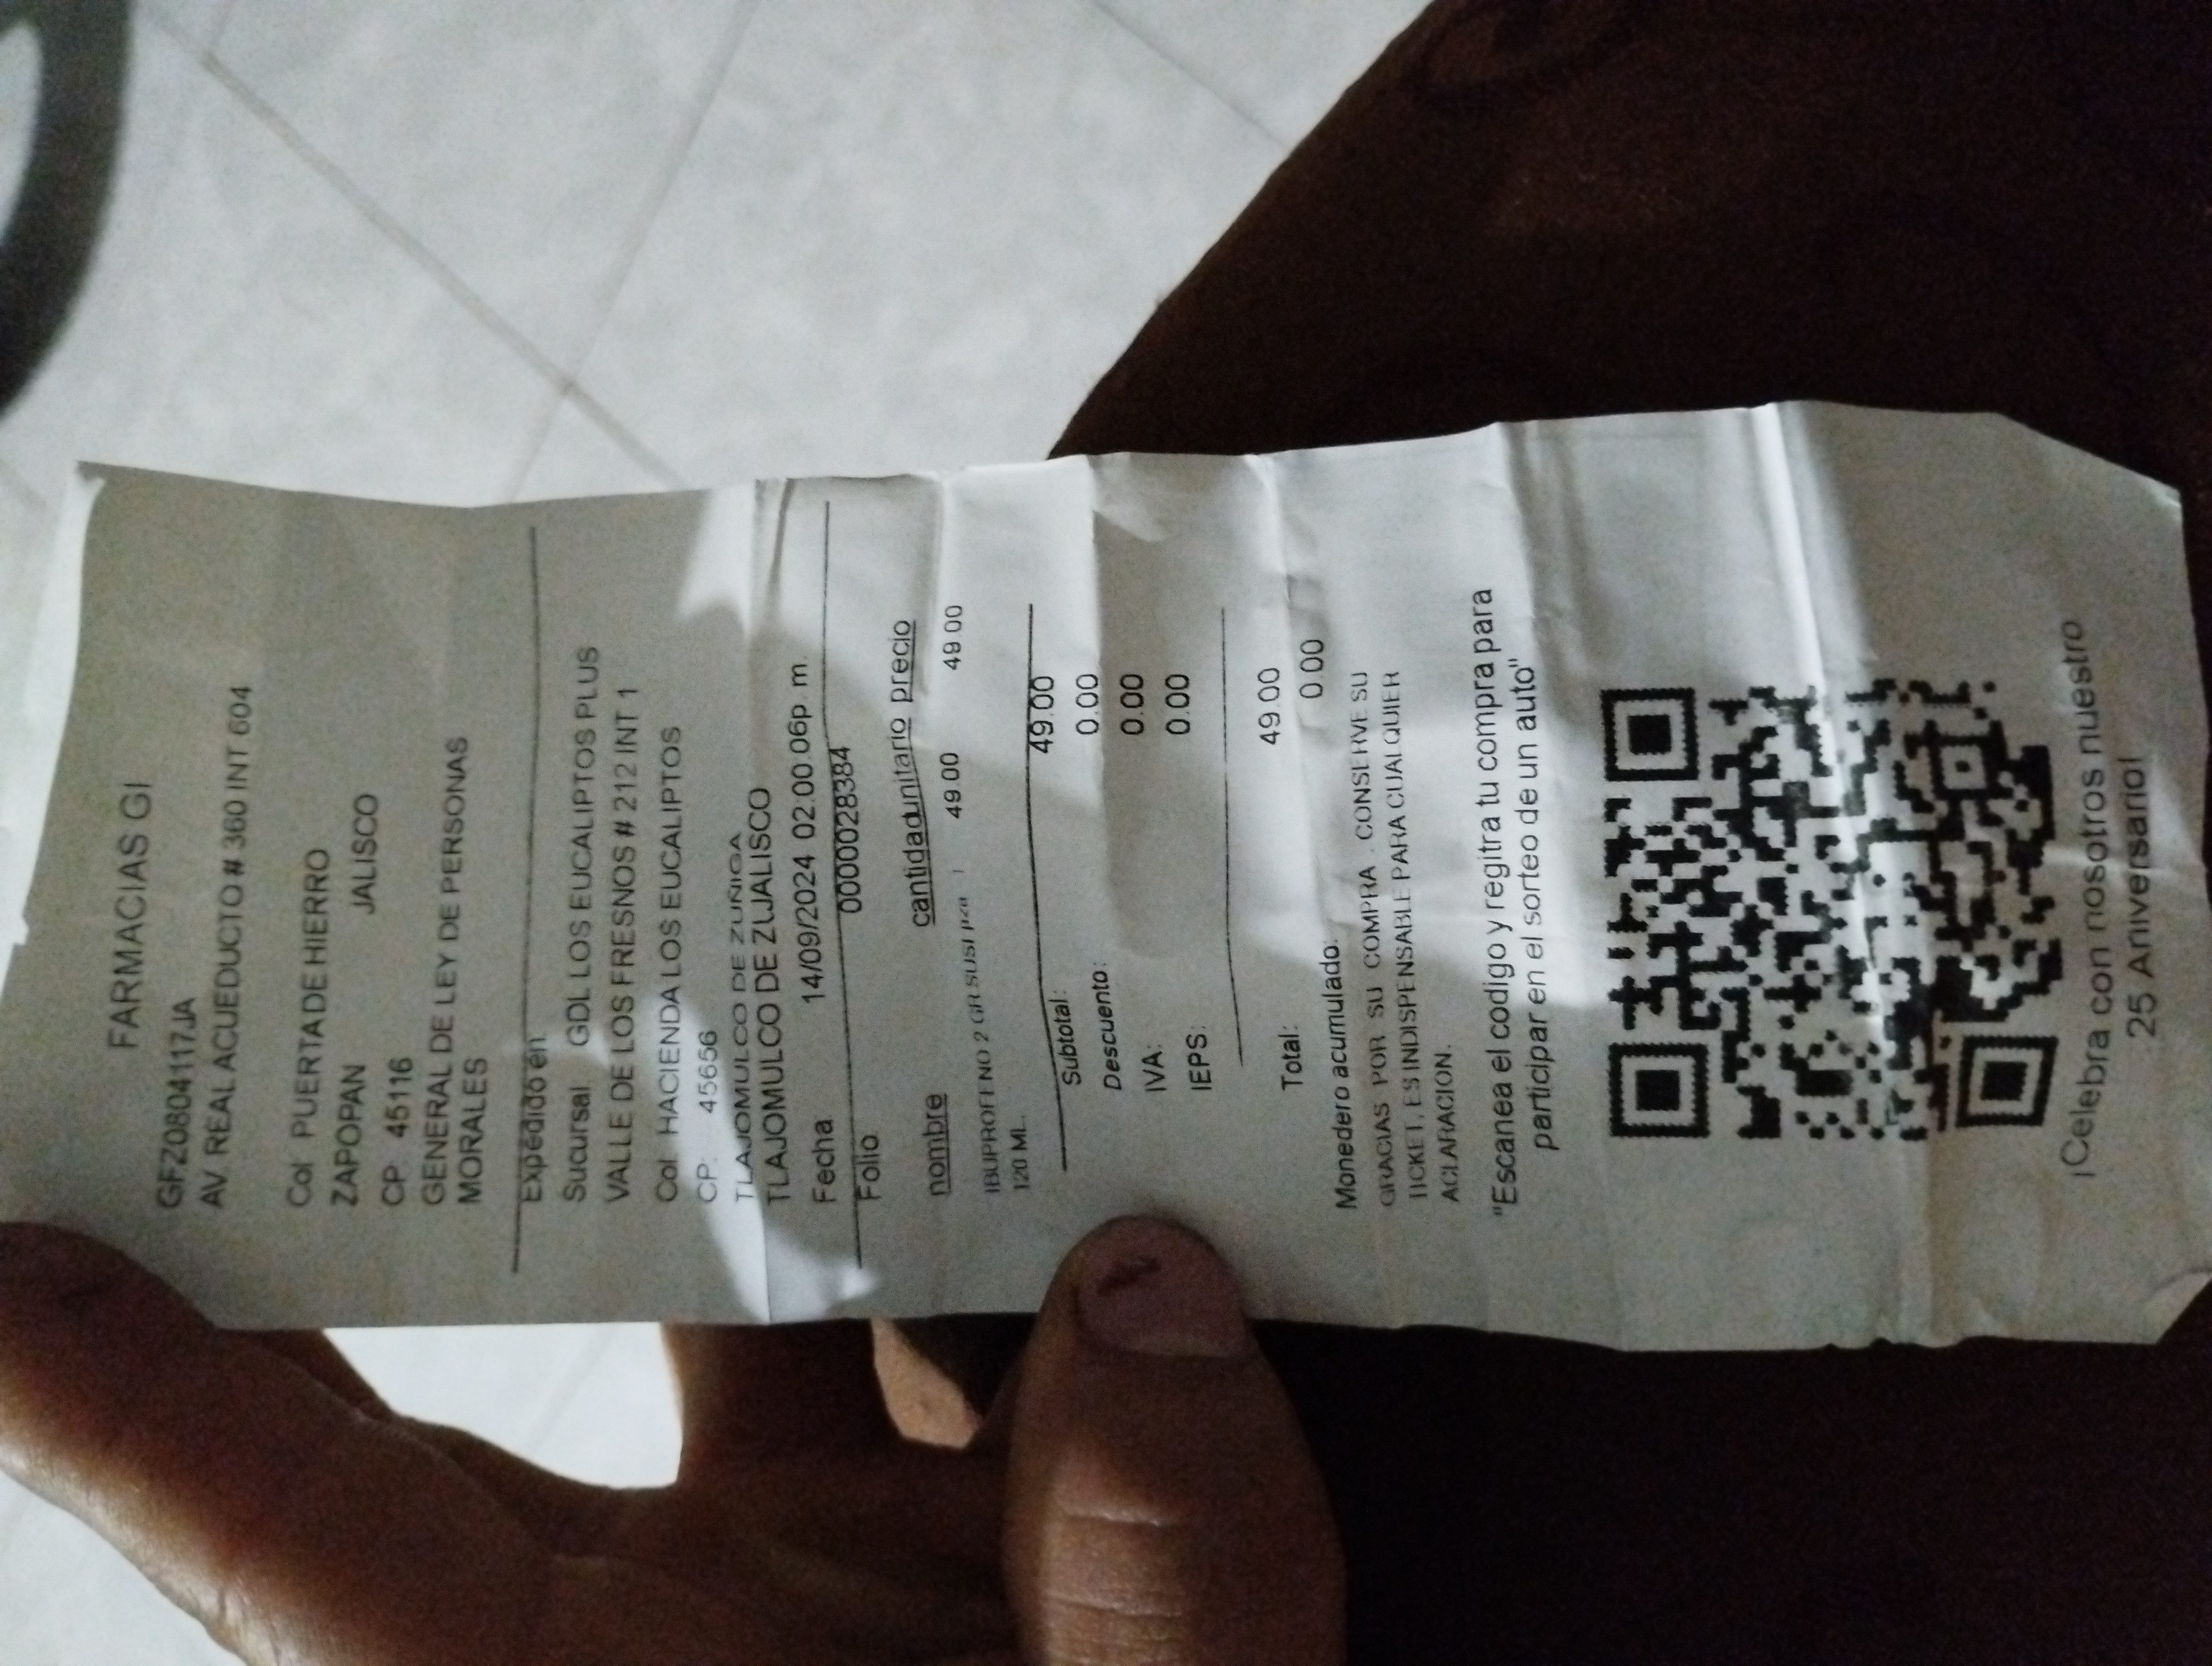 FARMACIAS GI
GFZ0804117JA
AV. REAL ACUEDUCTO # 360 INT 604
Col PUERTA DE HIERRO
ZAPOPAN JALISCO
CP. 45116
GENERAL DE LEY DE PERSONAS
MORALES
Expedido en
Sucursal GDL LOS EUCALIPTOS PLUS
VALLE DE LOS FRESNOS # 212 INT 1
Col HACIENDA LOS EUCALIPTOS
CP: 45656
TLAJOMULCO DE ZUÑIGA
TLAJOMULCO DE ZUJALISCO
Fecha 14/09/2024 02:00:06p. m.
Folio 0000028384
nombre cantidadunitario precio
IBUPROFENO 2 GR SUSP 1 49.00 49.00
120 ML.
Subtotal: 49.00
Descuento: 0.00
IVA: 0.00
IEPS: 0.00
Total: 49.00
Monedero acumulado: 0.00
GRACIAS POR SU COMPRA . CONSERVE SU
TICKET, ES INDISPENSABLE PARA CUALQUIER
ACLARACION.
"Escanea el codigo y regitra tu compra para
participar en el sorteo de un auto"
¡Celebra con nosotros nuestro
25 Aniversario!